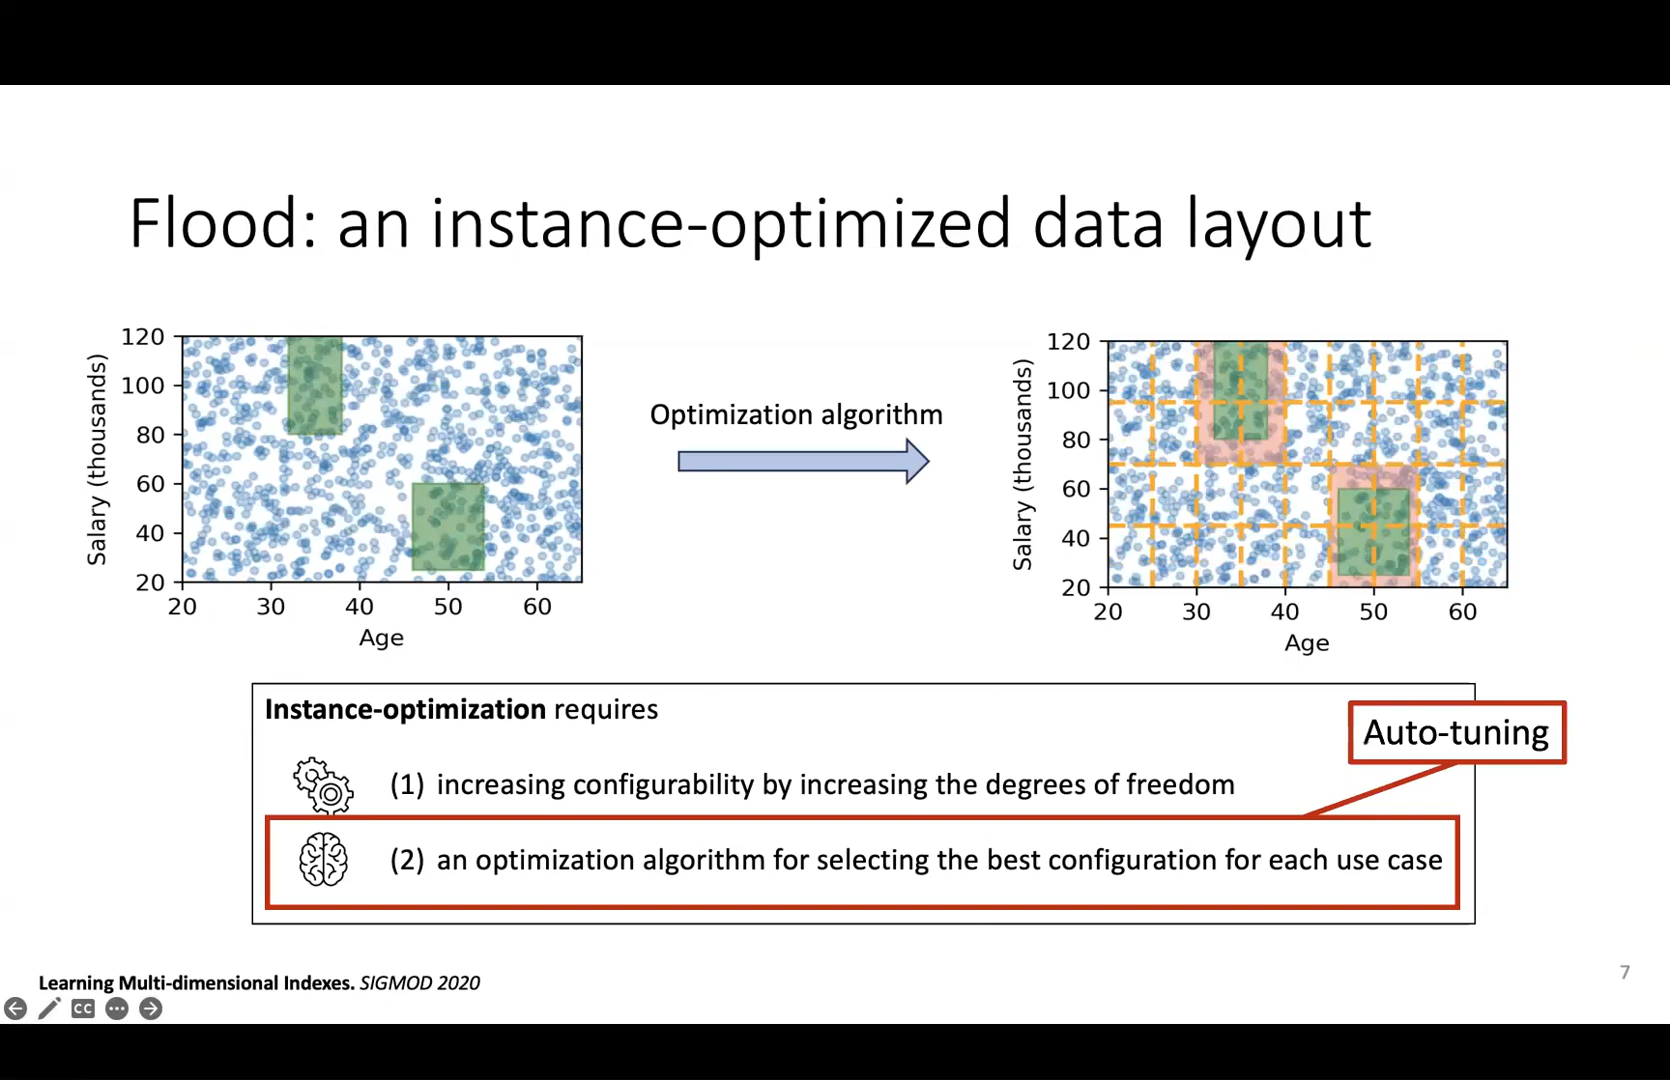 Flood: an instance-optimized data layout
120
100
80
60
40
20
Salary (thousands)
20 30 40 50 60
Age
Optimization algorithm
120
100
80
60
40
20
Salary (thousands)
20 30 40 50 60
Age
Instance-optimization requires
Auto-tuning
(1) increasing configurability by increasing the degrees of freedom
(2) an optimization algorithm for selecting the best configuration for each use case
Learning Multi-dimensional Indexes. SIGMOD 2020
7
CC